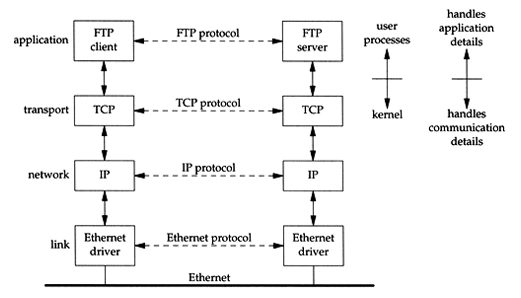 application
FTP
client
FTP protocol
FTP
server
user
processes
handles
application
details
transport
TCP
TCP protocol
TCP
kernel
handles
communication
details
network
IP
IP protocol
IP
link
Ethernet
driver
Ethernet protocol
Ethernet
driver
Ethernet